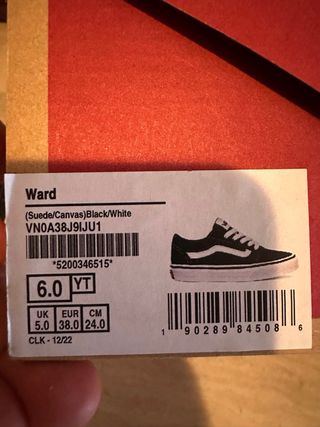 Ward
(Suede/Canvas)Black/White
VN0A38J9IJU1
*5200346515*
6.0 YT
UK EUR CM
5.0 38.0 24.0
CLK - 12/22
1 90289 84508 6